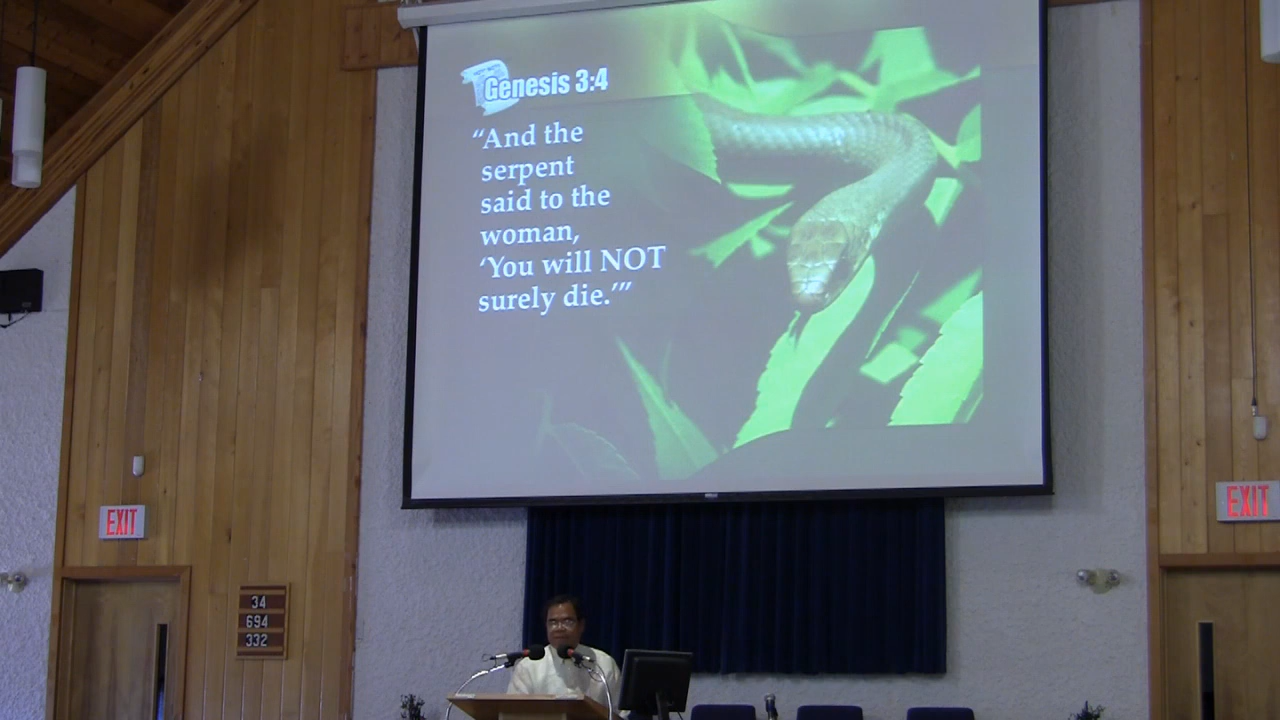 Genesis 3:4
“And the
serpent
said to the
woman,
‘You will NOT
surely die.’”
EXIT
EXIT
34
694
332